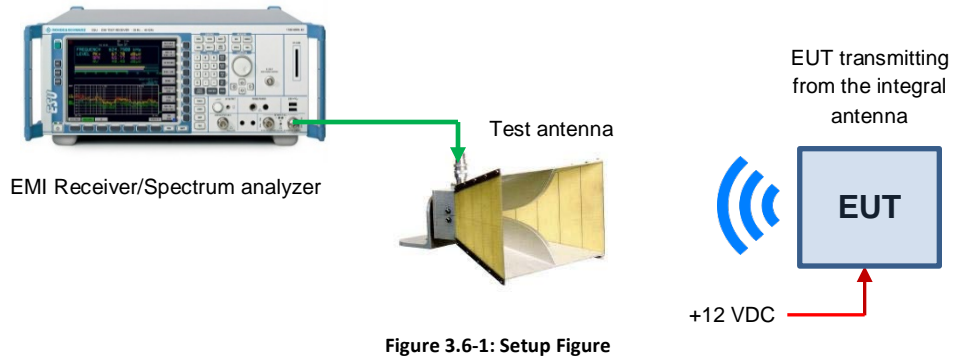 ESU
EMI Receiver/Spectrum analyzer
Test antenna
EUT transmitting
from the integral
antenna
EUT
+12 VDC
Figure 3.6-1: Setup Figure